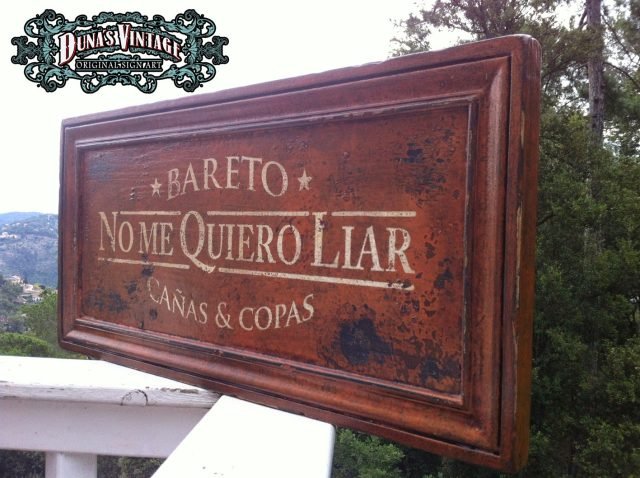 DUNA'S VINTAGE
ORIGINAL SIGN ART
BARETO
NO ME QUIERO LIAR
CAÑAS & COPAS